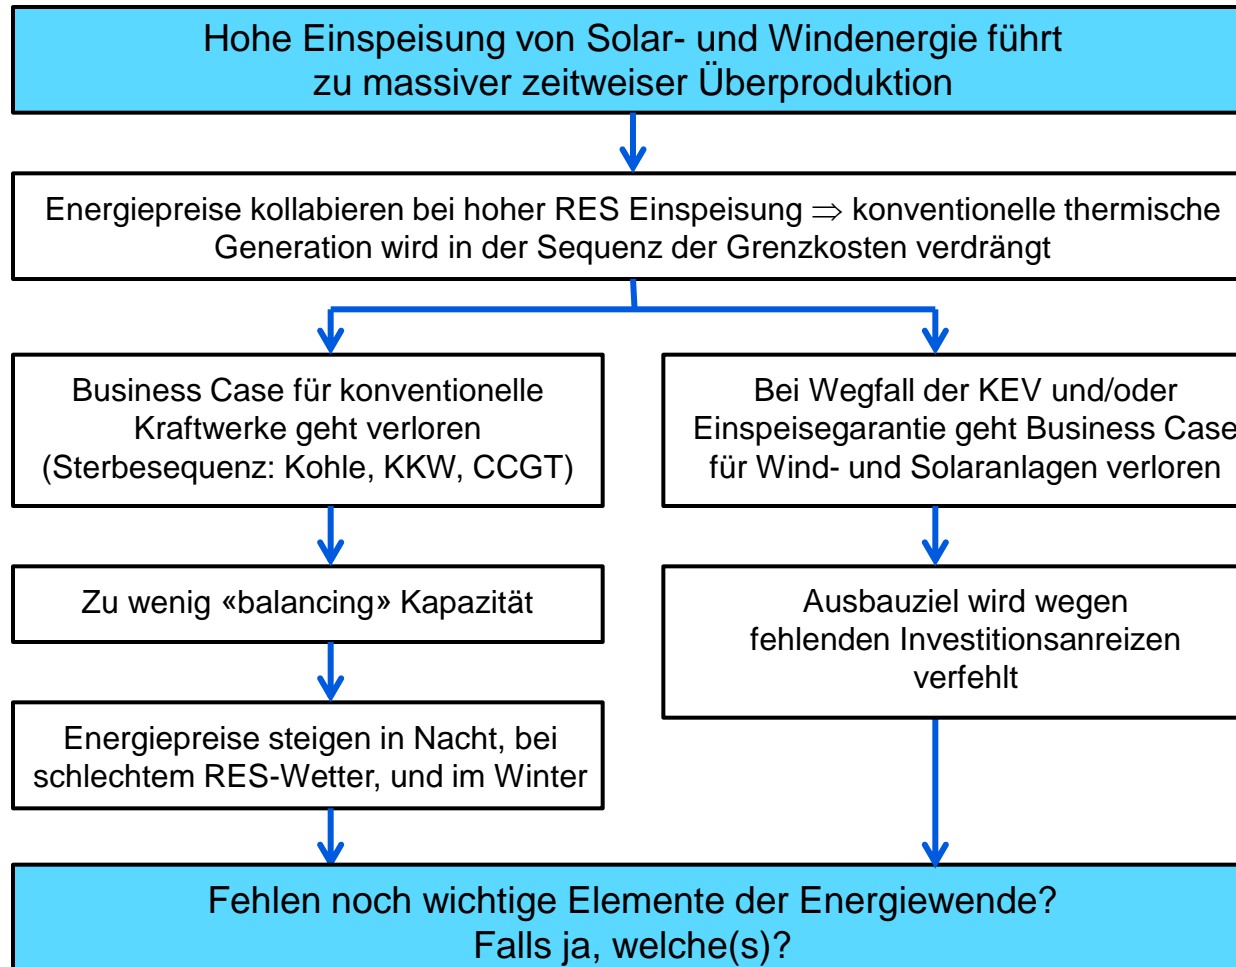 Hohe Einspeisung von Solar- und Windenergie führt
zu massiver zeitweiser Überproduktion
Energiepreise kollabieren bei hoher RES Einspeisung ⇒ konventionelle thermische
Generation wird in der Sequenz der Grenzkosten verdrängt
Business Case für konventionelle
Kraftwerke geht verloren
(Sterbesequenz: Kohle, KKW, CCGT)
Zu wenig «balancing» Kapazität
Energiepreise steigen in Nacht, bei
schlechtem RES-Wetter, und im Winter
Bei Wegfall der KEV und/oder
Einspeisegarantie geht Business Case
für Wind- und Solaranlagen verloren
Ausbauziel wird wegen
fehlenden Investitionsanreizen
verfehlt
Fehlen noch wichtige Elemente der Energiewende?
Falls ja, welche(s)?